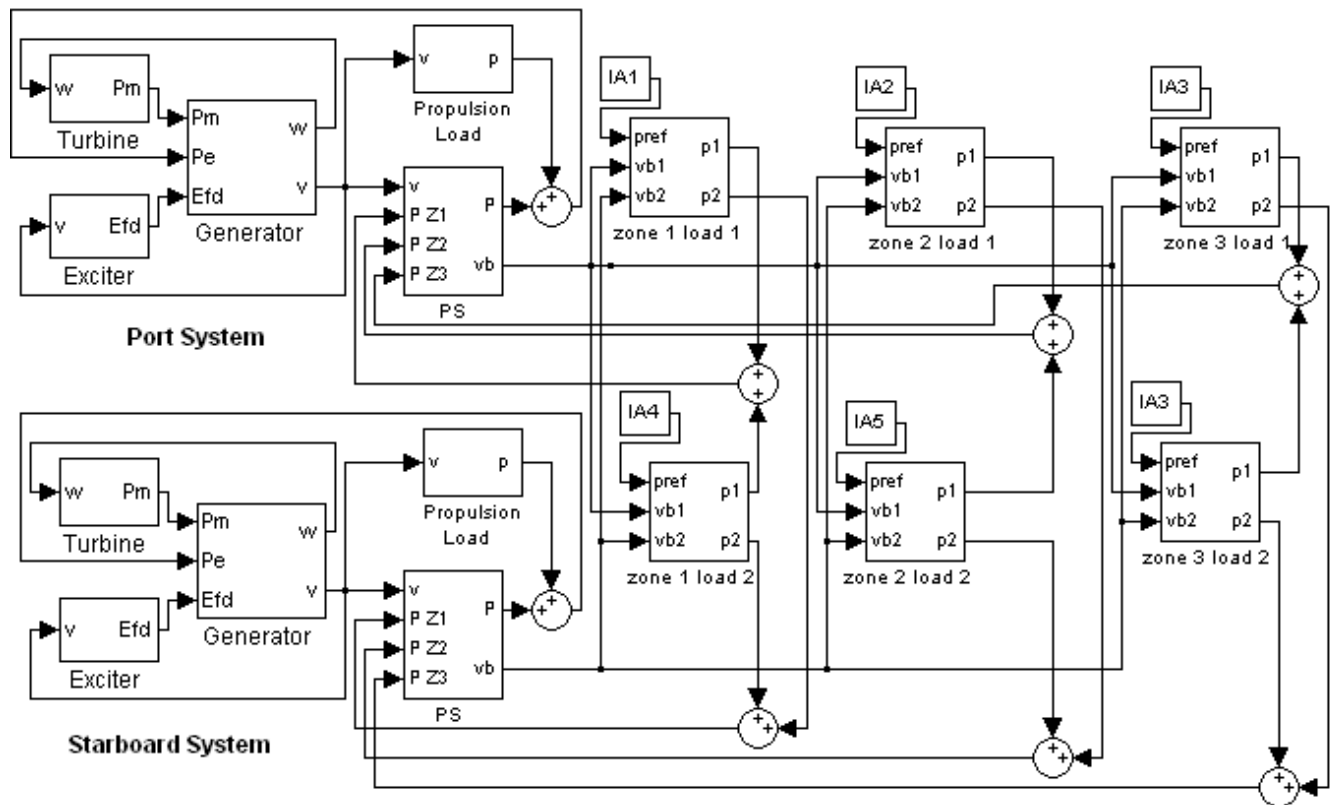 w
Pm
Turbine
Pm
Pe
Efd
w
v
Generator
v
Efd
Exciter
Port System
v
p
Propulsion
Load
v
P Z1
P Z2
P Z3
P
vb
PS
+
+
IA1
pref
vb1
vb2
p1
p2
zone 1 load 1
IA2
pref
vb1
vb2
p1
p2
zone 2 load 1
IA3
pref
vb1
vb2
p1
p2
zone 3 load 1
+
+
+
+
+
+
w
Pm
Turbine
Pm
Pe
Efd
w
v
Generator
v
Efd
Exciter
Starboard System
v
p
Propulsion
Load
v
P Z1
P Z2
P Z3
P
vb
PS
+
+
IA4
pref
vb1
vb2
p1
p2
zone 1 load 2
IA5
pref
vb1
vb2
p1
p2
zone 2 load 2
IA3
pref
vb1
vb2
p1
p2
zone 3 load 2
+
+
+
+
+
+